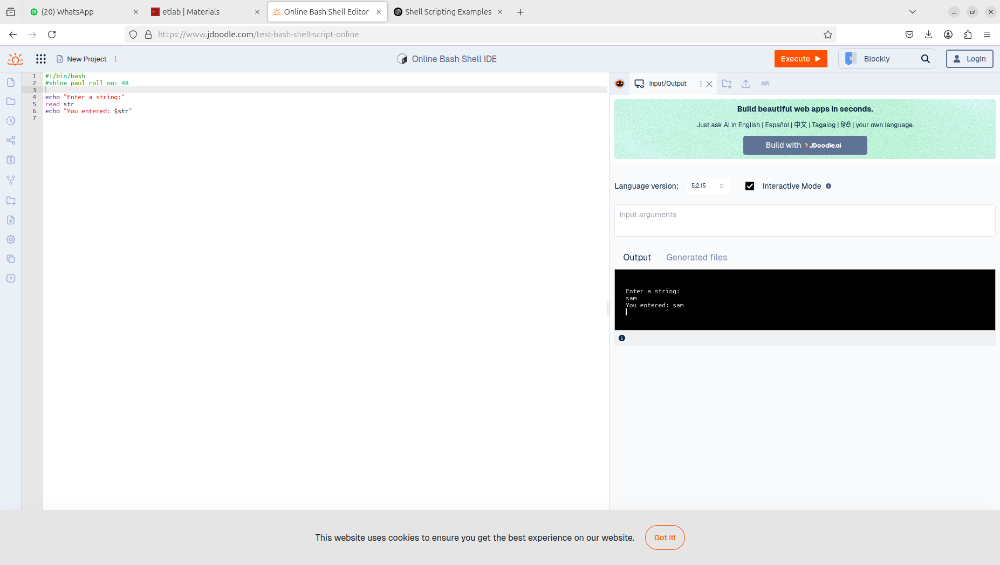 (20) WhatsApp
etlab | Materials
Online Bash Shell Editor
Shell Scripting Examples
https://www.jdoodle.com/test-bash-shell-script-online
New Project
Online Bash Shell IDE
Execute
Blockly
Login
1 #!/bin/bash
2 #shine paul roll no: 48
3
4 echo "Enter a string:"
5 read str
6 echo "You entered: $str"
7
Input/Output
API
Build beautiful web apps in seconds.
Just ask AI in English | Español | 中文 | Tagalog | हिंदी | your own language.
Build with JDoodle.ai
Language version: 5.2.15 Interactive Mode
Input arguments
Output Generated files
Enter a string:
sam
You entered: sam
This website uses cookies to ensure you get the best experience on our website. Got it!